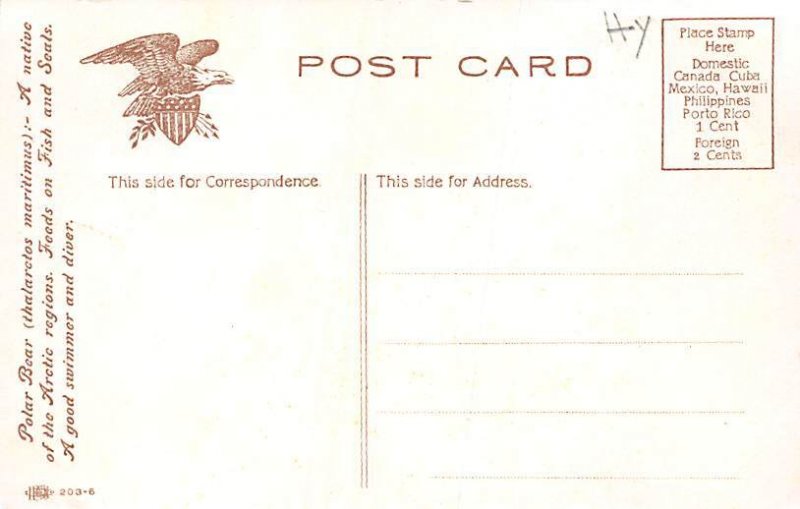 H-Y
POST CARD
Place Stamp
Here
Domestic
Canada Cuba
Mexico, Hawaii
Philippines
Porto Rico
1 Cent
Foreign
2 Cents
This side for Correspondence.
This side for Address.
Polar Bear (thalarctos maritimus):- A native
of the Arctic regions. Feeds on Fish and Seals.
A good swimmer and diver.
203-6